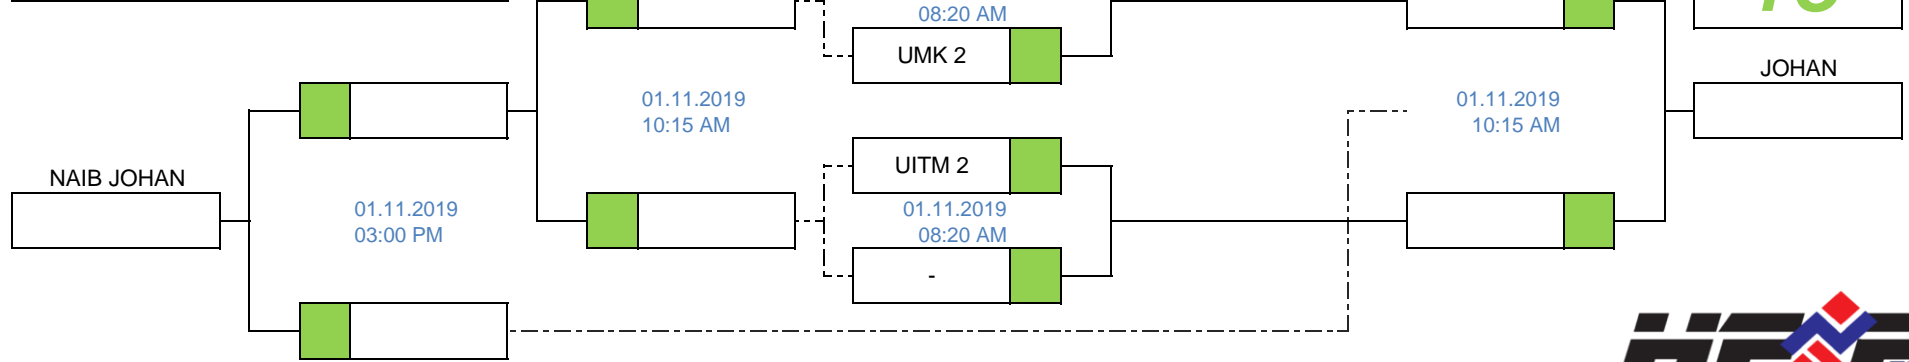 08:20 AM
UMK 2
JOHAN
01.11.2019
10:15 AM
01.11.2019
10:15 AM
UITM 2
NAIB JOHAN
01.11.2019
03:00 PM
01.11.2019
08:20 AM
-